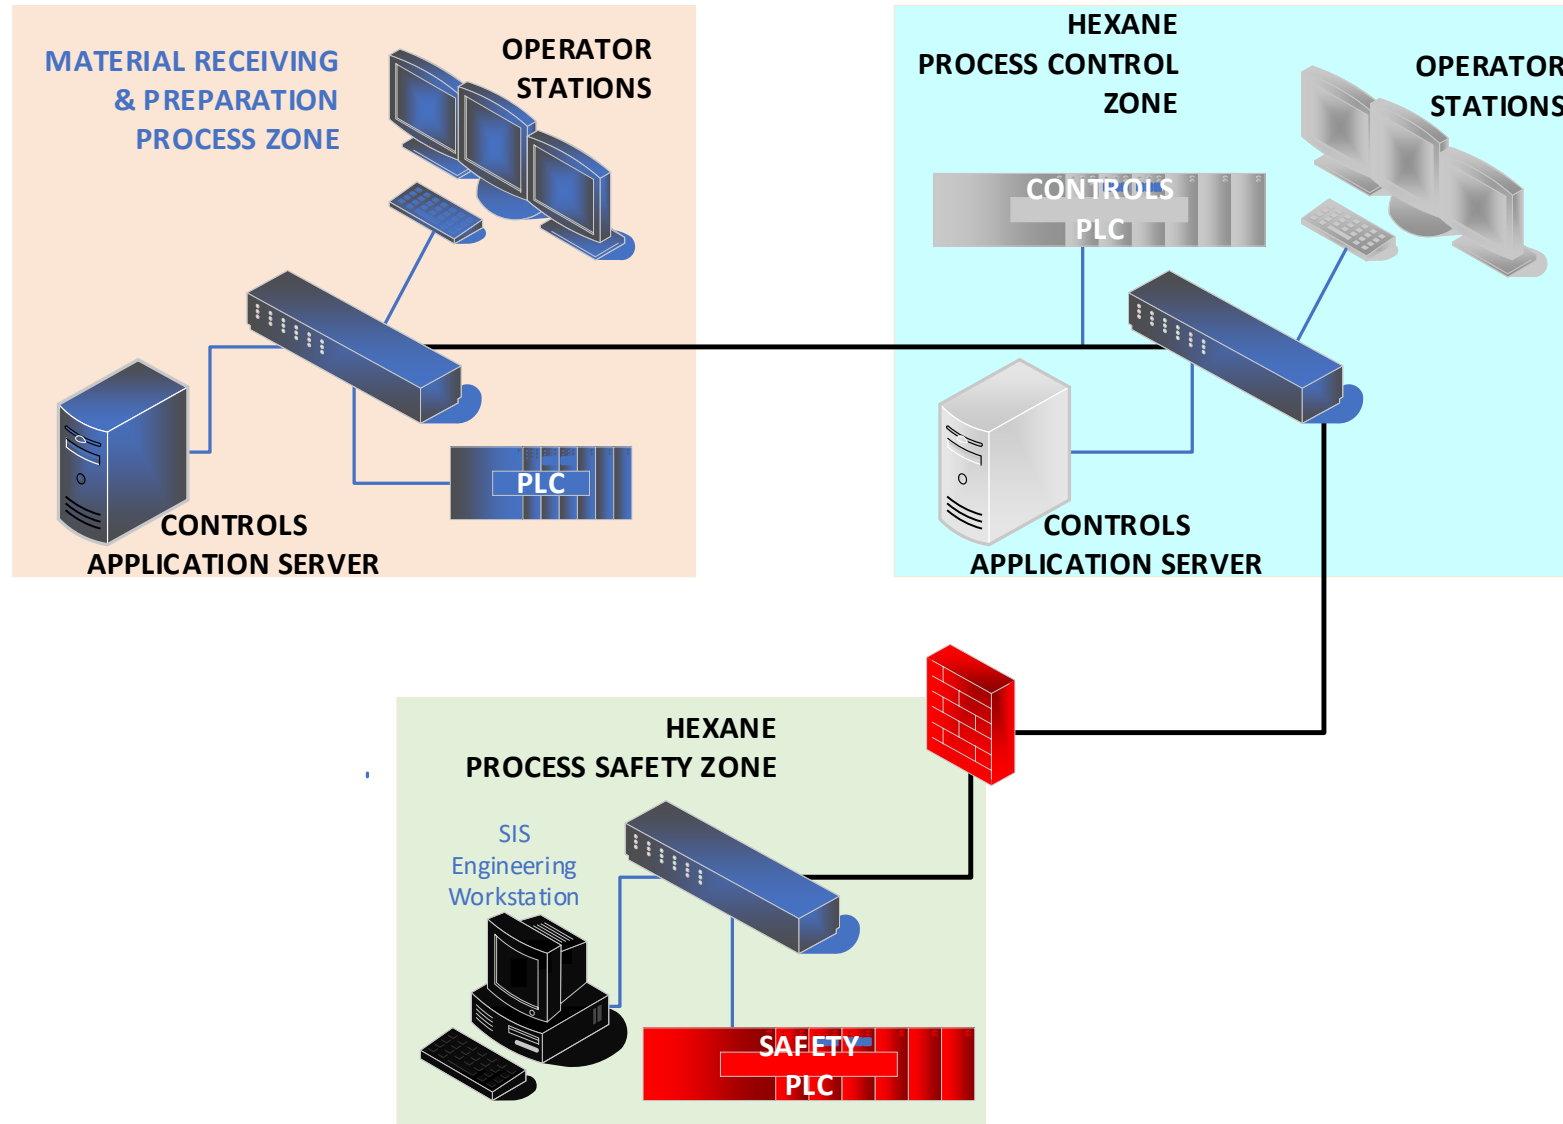 MATERIAL RECEIVING
& PREPARATION
PROCESS ZONE
OPERATOR
STATIONS
PLC
CONTROLS
APPLICATION SERVER
HEXANE
PROCESS CONTROL
ZONE
OPERATOR
STATIONS
CONTROLS
PLC
CONTROLS
APPLICATION SERVER
HEXANE
PROCESS SAFETY ZONE
SIS
Engineering
Workstation
SAFETY
PLC